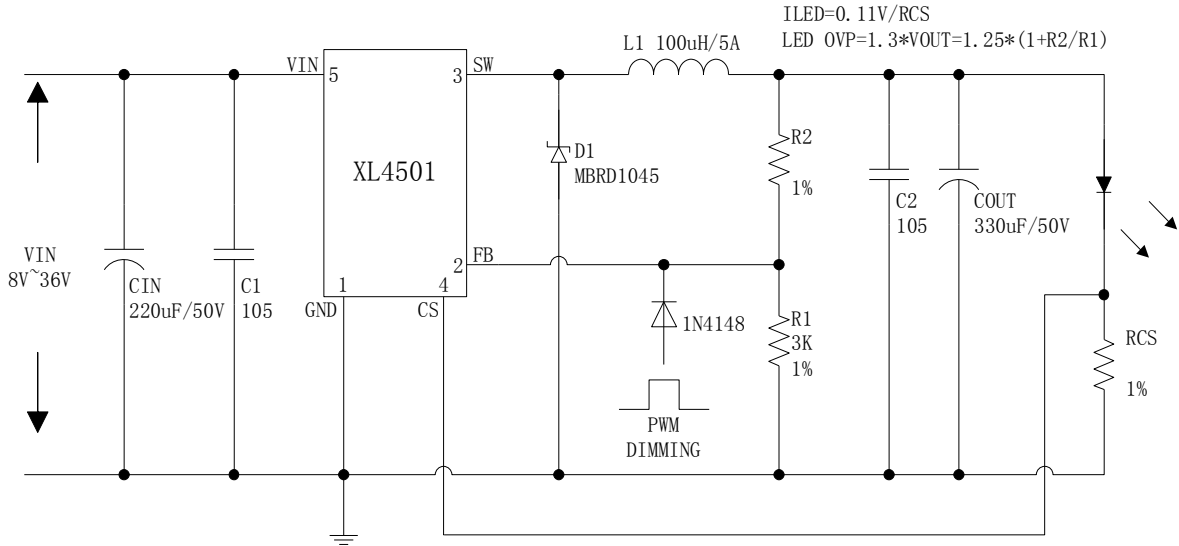 ILED=0.11V/RCS
LED OVP=1.3*VOUT=1.25*(1+R2/R1)
L1 100uH/5A
VIN
5
3
SW
XL4501
D1
MBRD1045
R2
1%
C2
105
COUT
330uF/50V
VIN
8V~36V
CIN
220uF/50V
C1
105
2
FB
1
4
GND
CS
1N4148
R1
3K
1%
RCS
1%
PWM
DIMMING